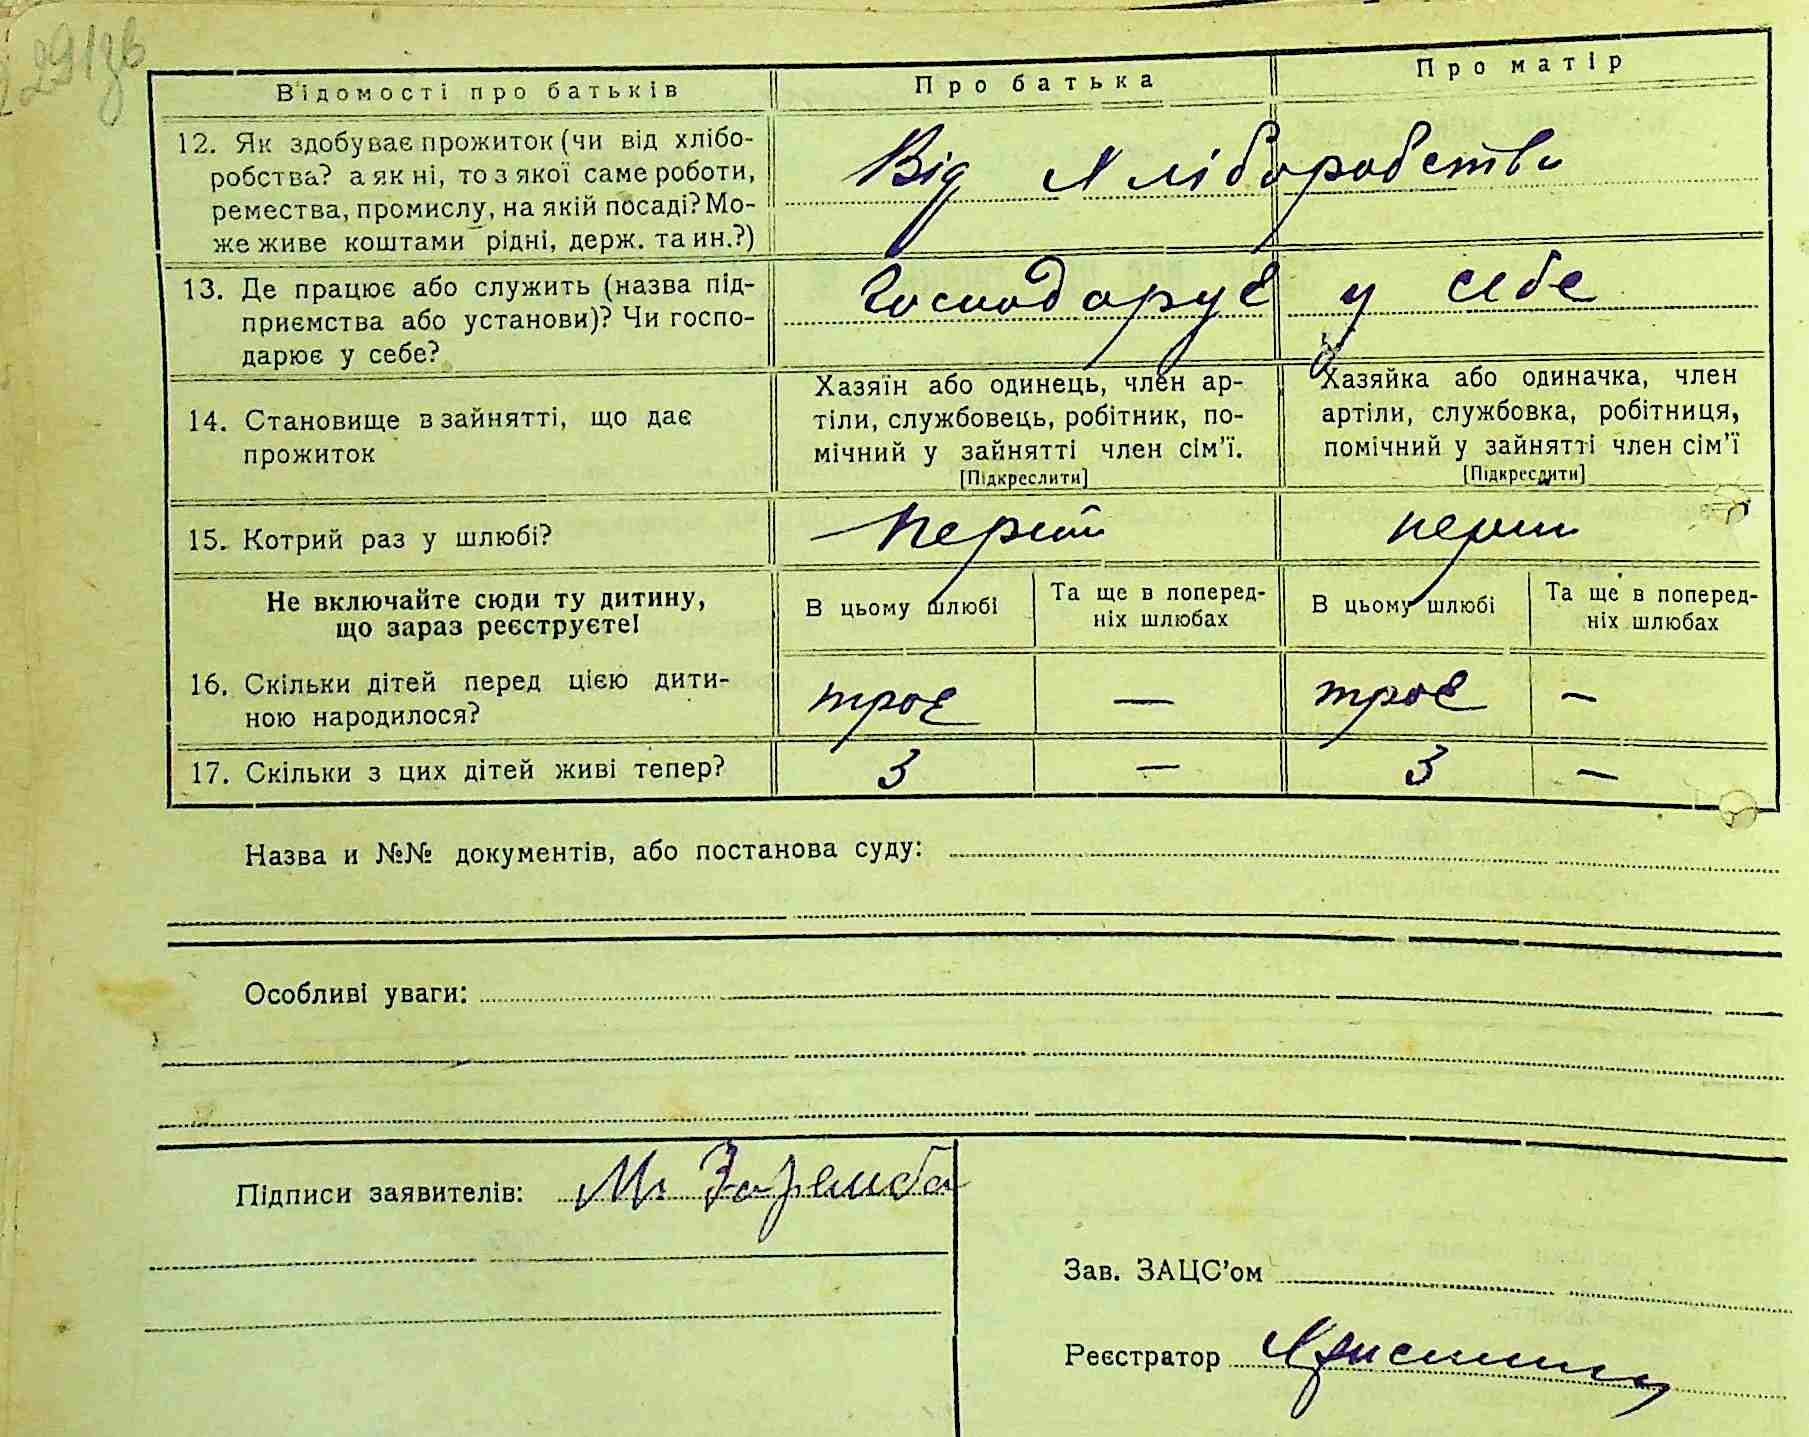 291зв
Відомості про батьків
Про батька
Про матір
12. Як здобуває прожиток (чи від хлібо-
робства? а як ні, то з якої саме роботи,
ремества, промислу, на якій посаді? Мо-
же живе коштами рідні, держ. та ин.?)
Від хліборобства
13. Де працює або служить (назва під-
приємства або установи)? Чи госпо-
дарює у себе?
Господарує у себе
14. Становище в зайнятті, що дає
прожиток
Хазяїн або одинець, член ар-
тіли, службовець, робітник, по-
мічний у зайнятті член сім'ї.
[Підкреслити]
Хазяйка або одиначка, член
артіли, службовка, робітниця,
помічний у зайнятті член сім'ї
[Підкреслити]
15. Котрий раз у шлюбі?
Перший
перший
Не включайте сюди ту дитину,
що зараз реєструєте!
В цьому шлюбі
Та ще в поперед-
ніх шлюбах
В цьому шлюбі
Та ще в поперед-
ніх шлюбах
16. Скільки дітей перед цією дити-
ною народилося?
троє — троє —
17. Скільки з цих дітей живі тепер?
3 — 3 —
Назва и №№ документів, або постанова суду:
Особливі уваги:
Підписи заявителів: М. Заремба
Зав. ЗАЦС'ом
Реєстратор